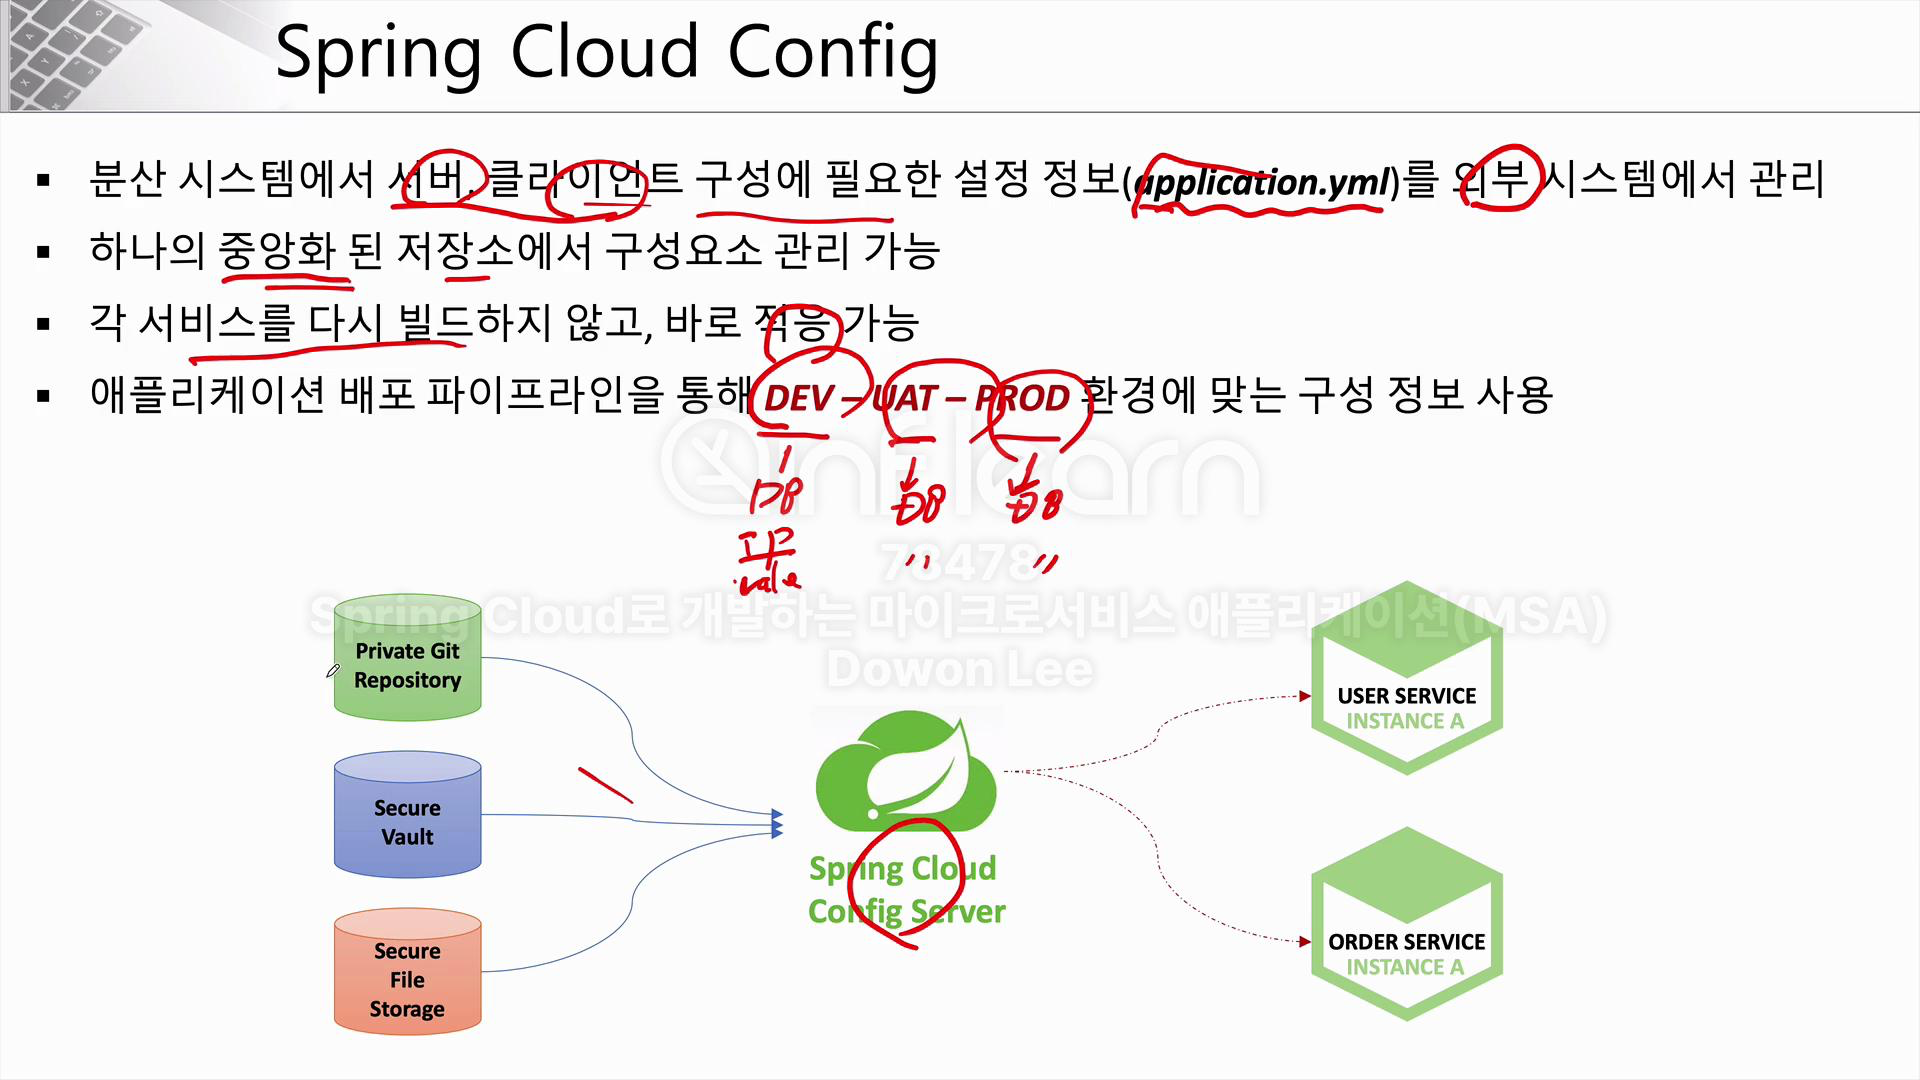 Spring Cloud Config
▪ 분산 시스템에서 서버, 클라이언트 구성에 필요한 설정 정보(application.yml)를 외부 시스템에서 관리
▪ 하나의 중앙화 된 저장소에서 구성요소 관리 가능
▪ 각 서비스를 다시 빌드하지 않고, 바로 적응 가능
▪ 애플리케이션 배포 파이프라인을 통해 DEV – UAT – PROD 환경에 맞는 구성 정보 사용
inflearn
DB DB DB
IP " "
value
78478
Spring Cloud로 개발하는 마이크로서비스 애플리케이션(MSA)
Dowon Lee
Private Git
Repository
Secure
Vault
Secure
File
Storage
Spring Cloud
Config Server
USER SERVICE
INSTANCE A
ORDER SERVICE
INSTANCE A